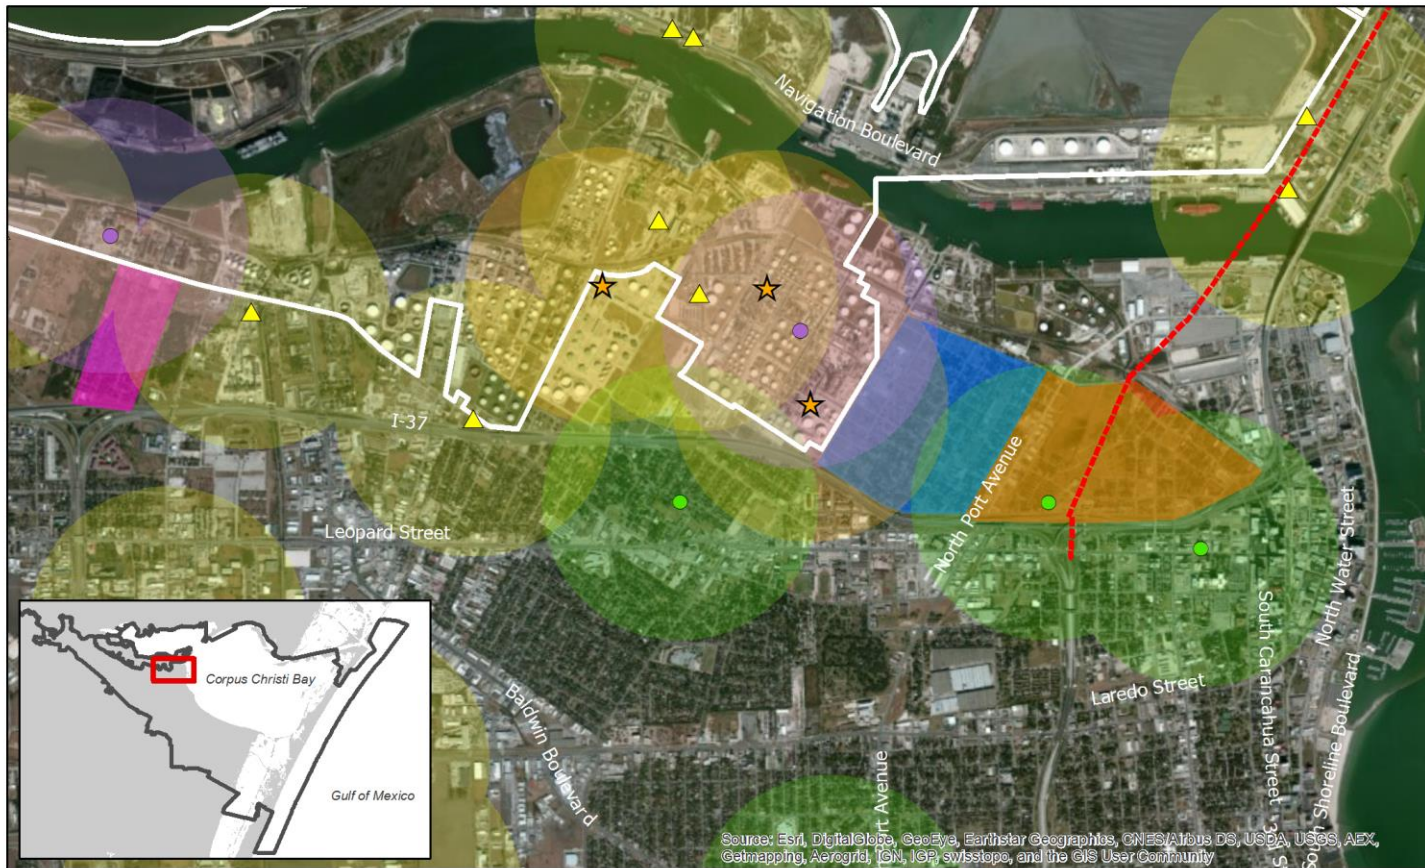 Navigation Boulevard
I-37
North Port Avenue
Leopard Street
North Water Street
South Carancahua Street
Laredo Street
South Shoreline Boulevard
Baldwin Boulevard
Corpus Christi Bay
Gulf of Mexico
Source: Esri, DigitalGlobe, GeoEye, Earthstar Geographics, CNES/Airbus DS, USDA, USGS, AEX,
Getmapping, Aerogrid, IGN, IGP, swisstopo, and the GIS User Community